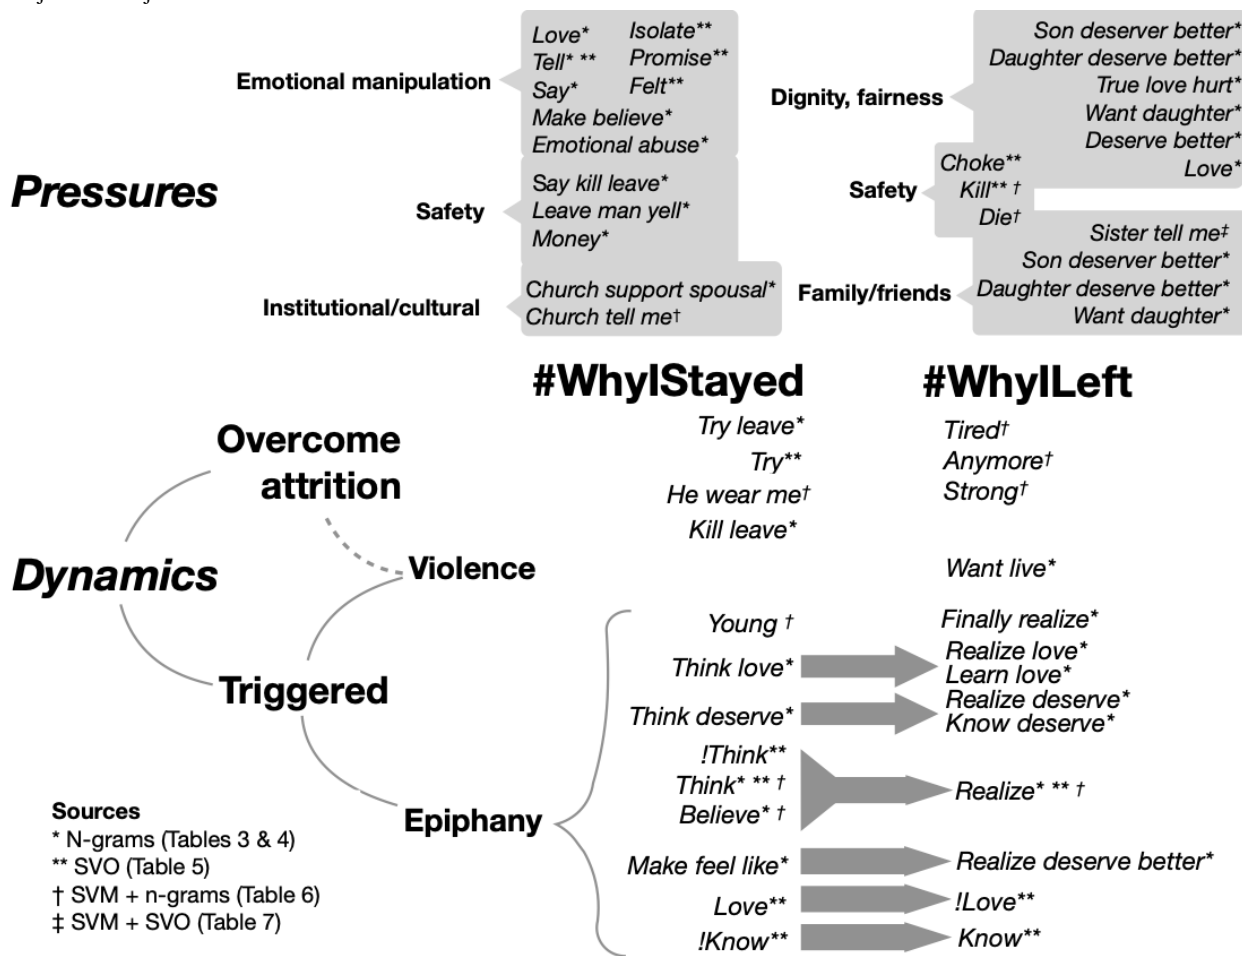 Love* Isolate**
Tell* ** Promise**
Say* Felt**
Make believe*
Emotional abuse*
Emotional manipulation
Say kill leave*
Leave man yell*
Money*
Safety
Church support spousal*
Church tell me†
Institutional/cultural
Pressures
Son deserver better*
Daughter deserve better*
True love hurt*
Want daughter*
Deserve better*
Love*
Dignity, fairness
Choke**
Kill** †
Die†
Safety
Sister tell me‡
Son deserver better*
Daughter deserve better*
Want daughter*
Family/friends
#WhyIStayed #WhyILeft
Overcome
attrition
Try leave* Tired†
Try** Anymore†
He wear me† Strong†
Kill leave*
Dynamics
Violence
Want live*
Triggered
Epiphany
Young † Finally realize*
Think love* Realize love*
Learn love*
Think deserve* Realize deserve*
Know deserve*
!Think**
Think* ** † Realize* ** †
Believe* †
Make feel like* Realize deserve better*
Love** !Love**
!Know** Know**
Sources
* N-grams (Tables 3 & 4)
** SVO (Table 5)
† SVM + n-grams (Table 6)
‡ SVM + SVO (Table 7)